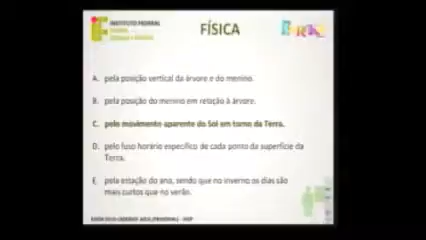 INSTITUTO FEDERAL
FÍSICA
A. pela posição vertical da árvore e do menino.
B. pela posição do menino em relação à árvore.
C. pelo movimento aparente do Sol em torno da Terra.
D. pelo fuso horário específico de cada ponto da superfície da
Terra.
E. pela estação do ano, sendo que no inverno os dias são
mais curtos que no verão.